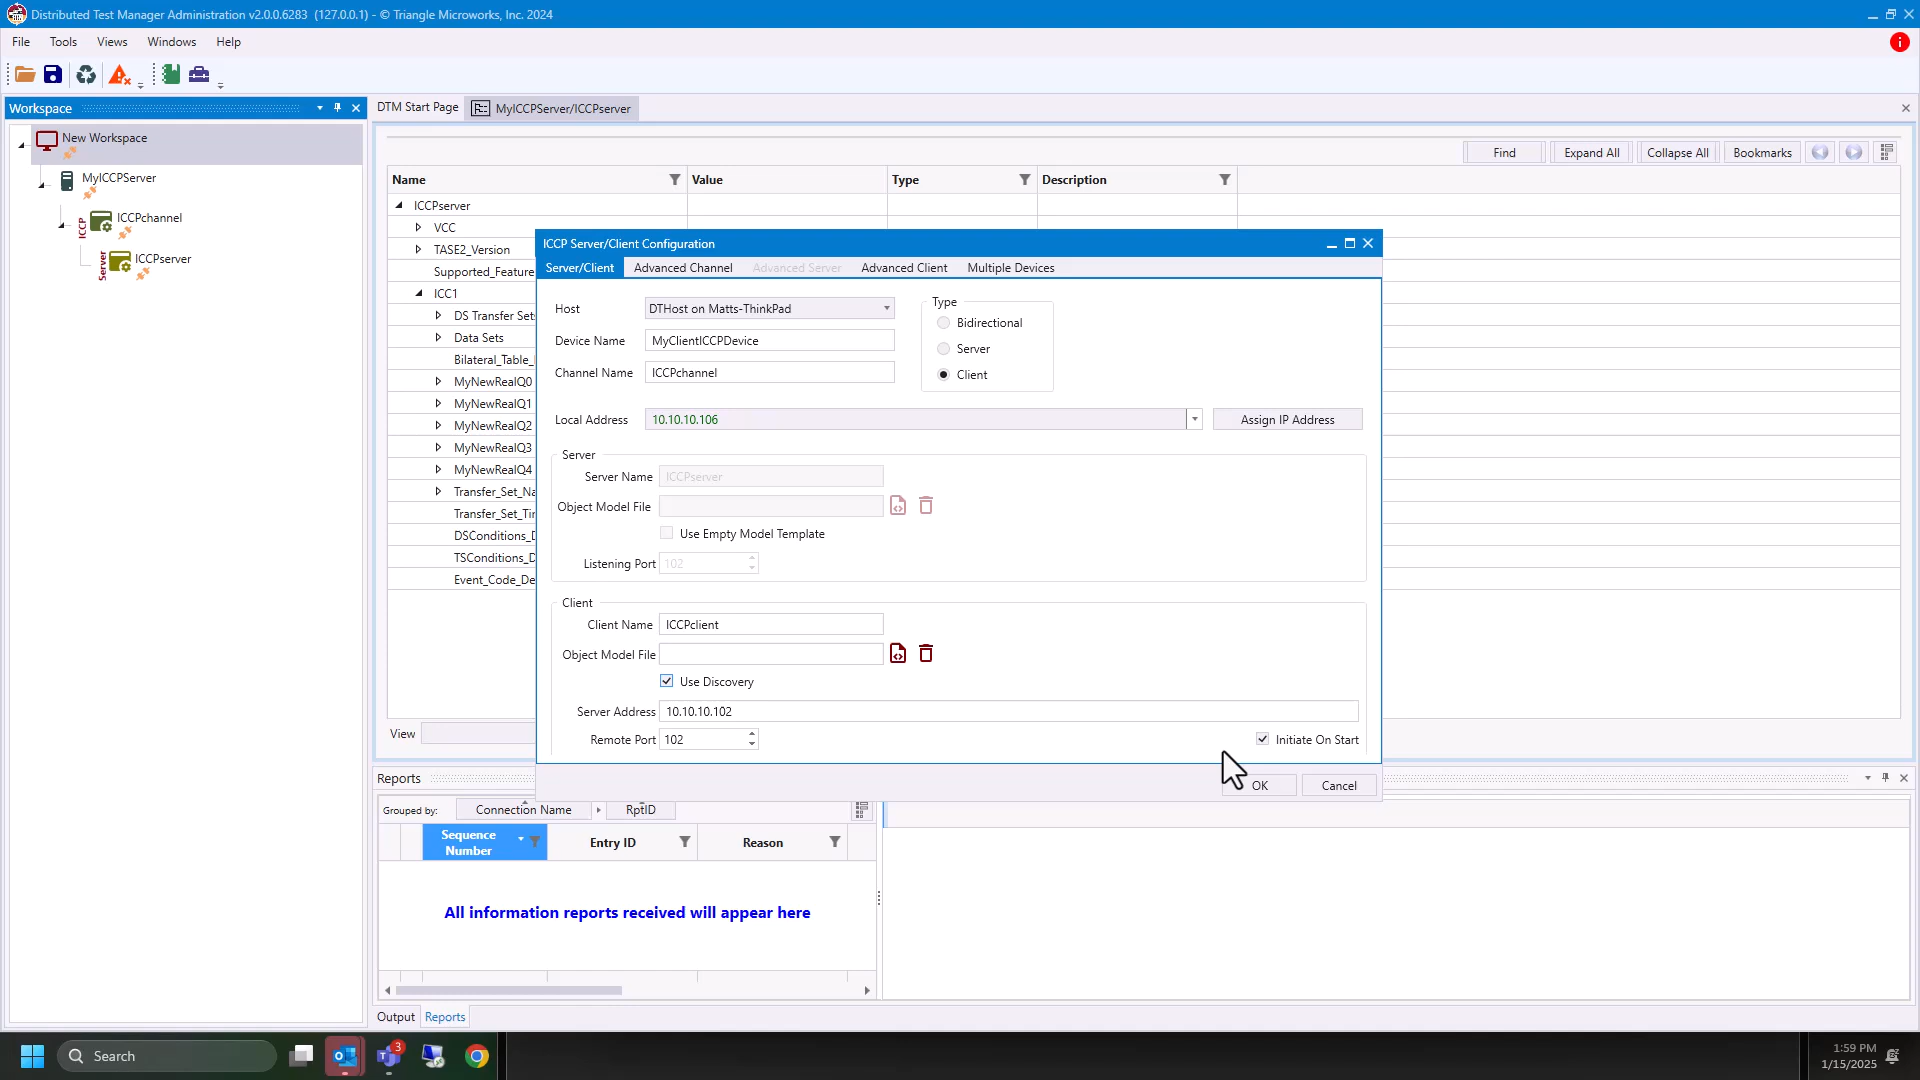 Distributed Test Manager Administration v2.0.0.6283 (127.0.0.1) - © Triangle Microworks, Inc. 2024
File Tools Views Windows Help
Workspace
New Workspace
MyICCPServer
ICCP ICCPchannel
Server ICCPserver
DTM Start Page MyICCPServer/ICCPserver
Find Expand All Collapse All Bookmarks
Name Value Type Description
ICCPserver
VCC
TASE2_Version
Supported_Feature
ICC1
DS Transfer Set
Data Sets
Bilateral_Table_
MyNewRealQ0
MyNewRealQ1
MyNewRealQ2
MyNewRealQ3
MyNewRealQ4
Transfer_Set_Na
Transfer_Set_Tir
DSConditions_D
TSConditions_D
Event_Code_De
View
ICCP Server/Client Configuration
Server/Client Advanced Channel Advanced Server Advanced Client Multiple Devices
Host DTHost on Matts-ThinkPad
Device Name MyClientICCPDevice
Channel Name ICCPchannel
Type
Bidirectional
Server
Client
Local Address 10.10.10.106 Assign IP Address
Server
Server Name ICCPserver
Object Model File
Use Empty Model Template
Listening Port 102
Client
Client Name ICCPclient
Object Model File
Use Discovery
Server Address 10.10.10.102
Remote Port 102 Initiate On Start
OK Cancel
Reports
Grouped by: Connection Name RptID
Sequence Number Entry ID Reason
All information reports received will appear here
Output Reports
Search
3
1:59 PM
1/15/2025